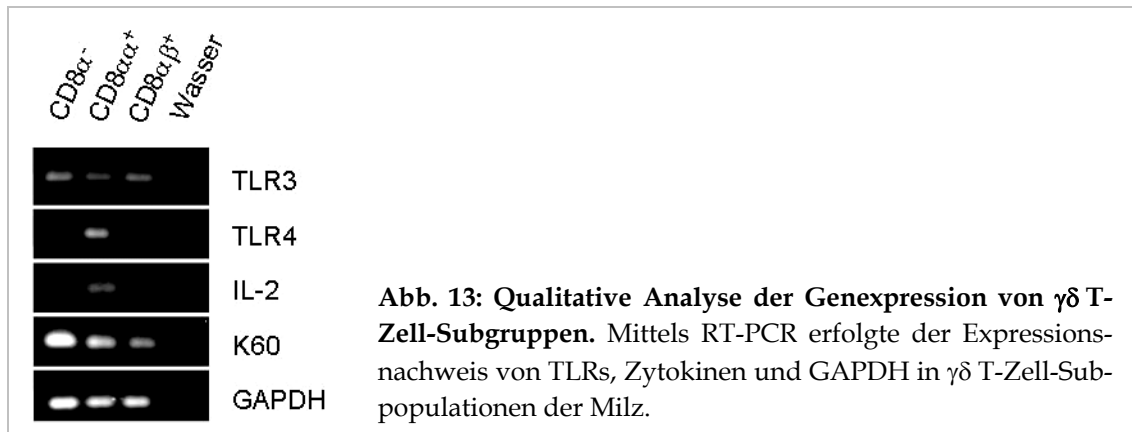 CD8α⁻ CD8αα⁺ CD8αβ⁺ Wasser
TLR3
TLR4
IL-2
K60
GAPDH
Abb. 13: Qualitative Analyse der Genexpression von γδ T-
Zell-Subgruppen. Mittels RT-PCR erfolgte der Expressions-
nachweis von TLRs, Zytokinen und GAPDH in γδ T-Zell-Sub-
populationen der Milz.